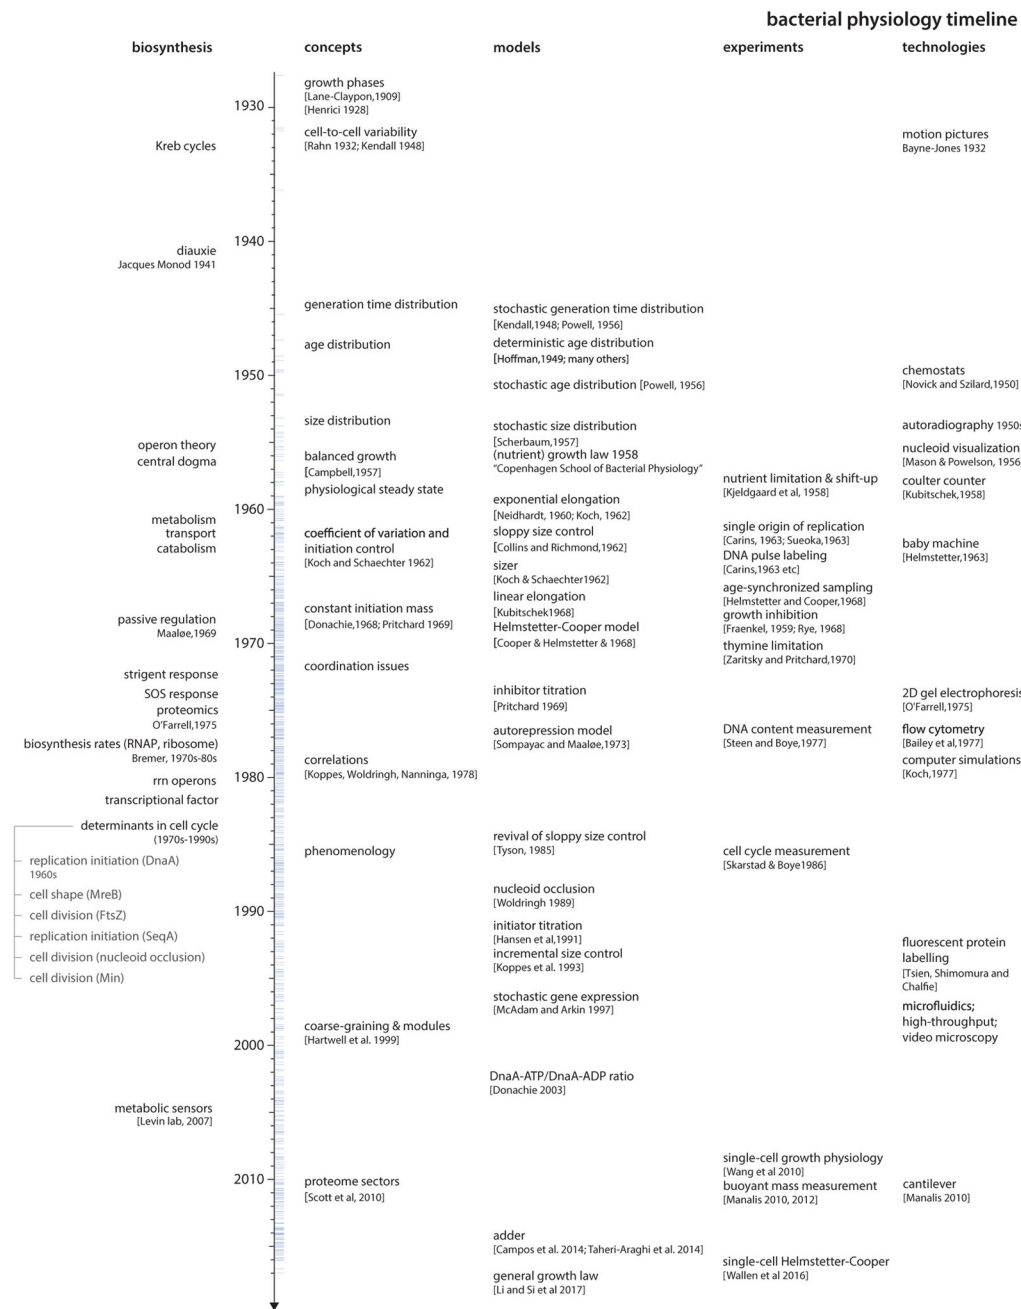 bacterial physiology timeline
biosynthesis
concepts
models
experiments
technologies
growth phases
[Lane-Claypon,1909]
[Henrici 1928]
1930
cell-to-cell variability
[Rahn 1932; Kendall 1948]
motion pictures
Bayne-Jones 1932
Kreb cycles
1940
diauxie
Jacques Monod 1941
generation time distribution
stochastic generation time distribution
[Kendall,1948; Powell, 1956]
age distribution
deterministic age distribution
[Hoffman,1949; many others]
1950
chemostats
[Novick and Szilard,1950]
stochastic age distribution [Powell, 1956]
size distribution
stochastic size distribution
[Scherbaum,1957]
autoradiography 1950s
operon theory
central dogma
balanced growth
[Campbell,1957]
(nutrient) growth law 1958
"Copenhagen School of Bacterial Physiology"
nucleoid visualization
[Mason & Powelson, 1956
physiological steady state
nutrient limitation & shift-up
[Kjeldgaard et al, 1958]
coulter counter
[Kubitschek,1958]
1960
exponential elongation
[Neidhardt, 1960; Koch, 1962]
metabolism
transport
catabolism
coefficient of variation and
initiation control
[Koch and Schaechter 1962]
sloppy size control
[Collins and Richmond,1962]
single origin of replication
[Carins, 1963; Sueoka,1963]
baby machine
[Helmstetter,1963]
DNA pulse labeling
[Carins,1963 etc]
sizer
[Koch & Schaechter1962]
age-synchronized sampling
[Helmstetter and Cooper,1968]
linear elongation
[Kubitschek1968]
constant initiation mass
[Donachie,1968; Pritchard 1969]
growth inhibition
[Fraenkel, 1959; Rye, 1968]
passive regulation
Maaløe,1969
Helmstetter-Cooper model
[Cooper & Helmstetter & 1968]
1970
thymine limitation
[Zaritsky and Pritchard,1970]
coordination issues
strigent response
SOS response
proteomics
O'Farrell,1975
inhibitor titration
[Pritchard 1969]
2D gel electrophoresis
[O'Farrell,1975]
biosynthesis rates (RNAP, ribosome)
Bremer, 1970s-80s
autorepression model
[Sompayac and Maaløe,1973]
DNA content measurement
[Steen and Boye,1977]
flow cytometry
[Bailey et al,1977]
correlations
[Koppes, Woldringh, Nanninga, 1978]
computer simulations
[Koch,1977]
1980
rrn operons
transcriptional factor
determinants in cell cycle
(1970s-1990s)
revival of sloppy size control
[Tyson, 1985]
phenomenology
cell cycle measurement
[Skarstad & Boye1986]
replication initiation (DnaA)
1960s
cell shape (MreB)
cell division (FtsZ)
replication initiation (SeqA)
cell division (nucleoid occlusion)
cell division (Min)
nucleoid occlusion
[Woldringh 1989]
1990
initiator titration
[Hansen et al,1991]
incremental size control
[Koppes et al. 1993]
fluorescent protein
labelling
[Tsien, Shimomura and
Chalfie]
stochastic gene expression
[McAdam and Arkin 1997]
microfluidics;
high-throughput;
video microscopy
coarse-graining & modules
[Hartwell et al. 1999]
2000
DnaA-ATP/DnaA-ADP ratio
[Donachie 2003]
metabolic sensors
[Levin lab, 2007]
single-cell growth physiology
[Wang et al 2010]
2010
proteome sectors
[Scott et al, 2010]
buoyant mass measurement
[Manalis 2010, 2012]
cantilever
[Manalis 2010]
adder
[Campos et al. 2014; Taheri-Araghi et al. 2014]
single-cell Helmstetter-Cooper
[Wallen et al 2016]
general growth law
[Li and Si et al 2017]